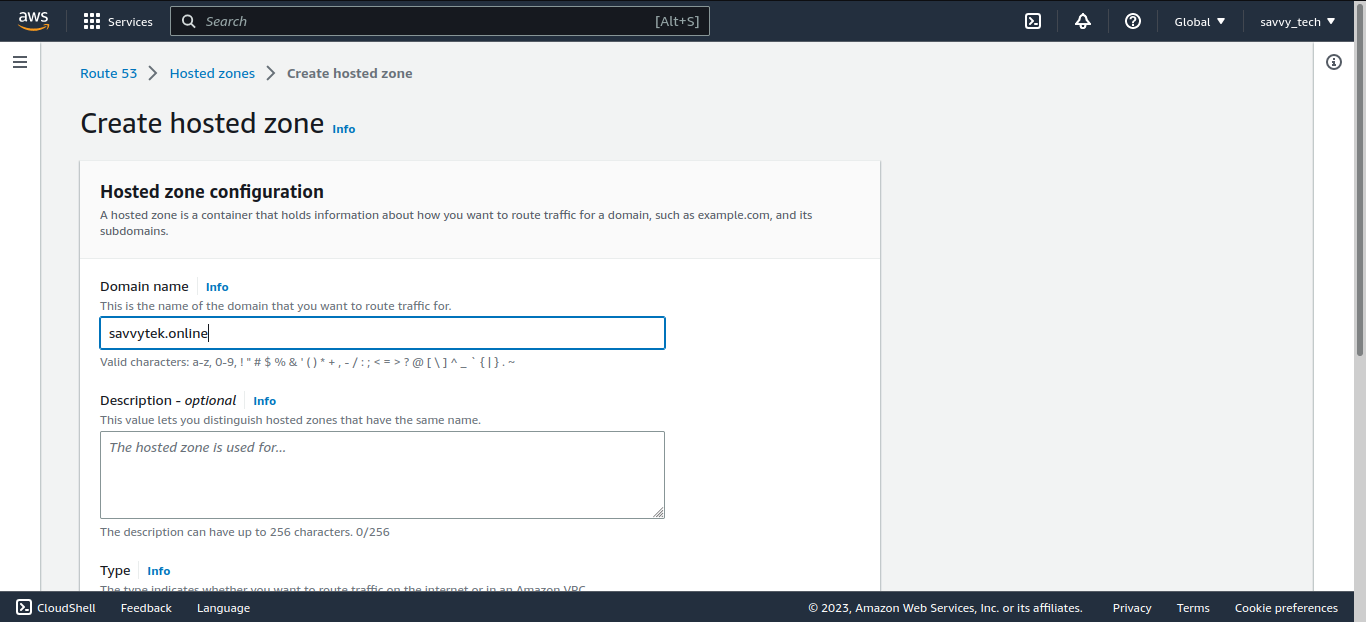 aws
Services
Search
[Alt+S]
Global
savvy_tech
Route 53
Hosted zones
Create hosted zone
Create hosted zone
Info
Hosted zone configuration
A hosted zone is a container that holds information about how you want to route traffic for a domain, such as example.com, and its
subdomains.
Domain name
Info
This is the name of the domain that you want to route traffic for.
savvytek.online
Valid characters: a-z, 0-9, ! " # $ % & ' ( ) * + , - / : ; < = > ? @ [ \ ] ^ _ ` { | } . ~
Description - optional
Info
This value lets you distinguish hosted zones that have the same name.
The hosted zone is used for...
The description can have up to 256 characters. 0/256
Type
Info
The type indicates whether you want to route traffic on the internet or in an Amazon VPC.
CloudShell
Feedback
Language
© 2023, Amazon Web Services, Inc. or its affiliates.
Privacy
Terms
Cookie preferences